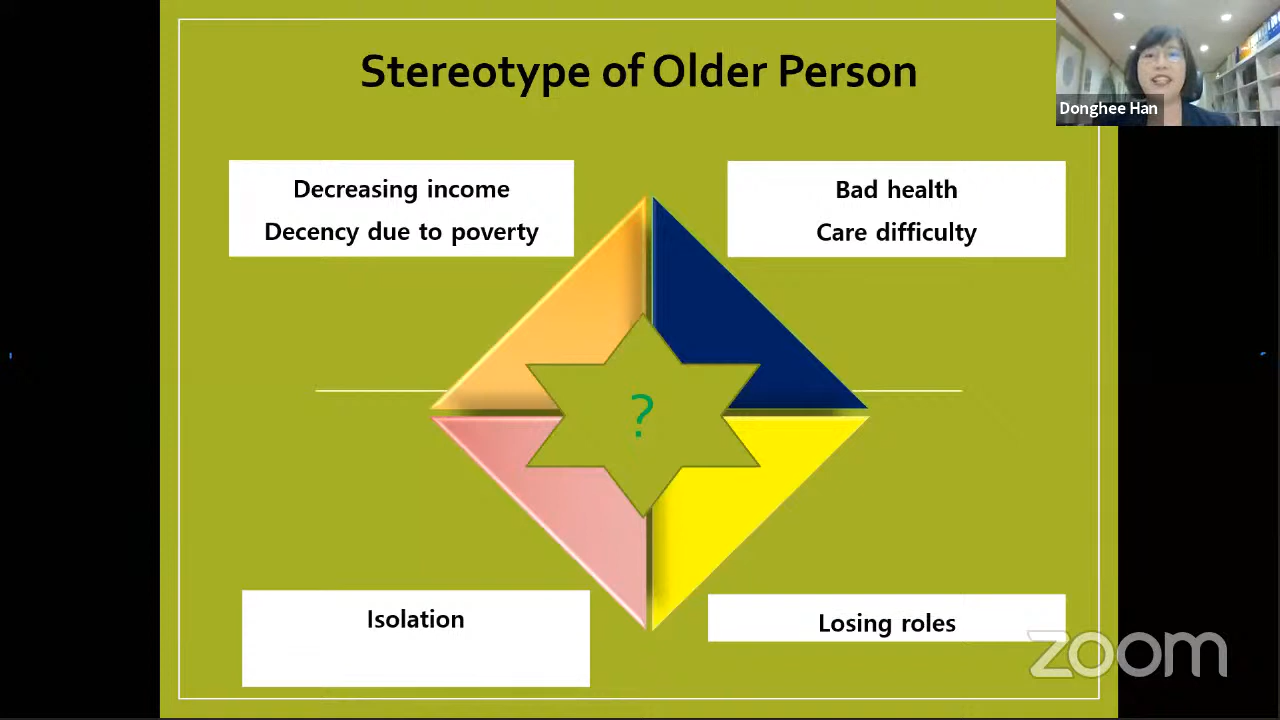 Stereotype of Older Person
Donghee Han
Decreasing income
Decency due to poverty
Bad health
Care difficulty
?
Isolation
Losing roles
zoom